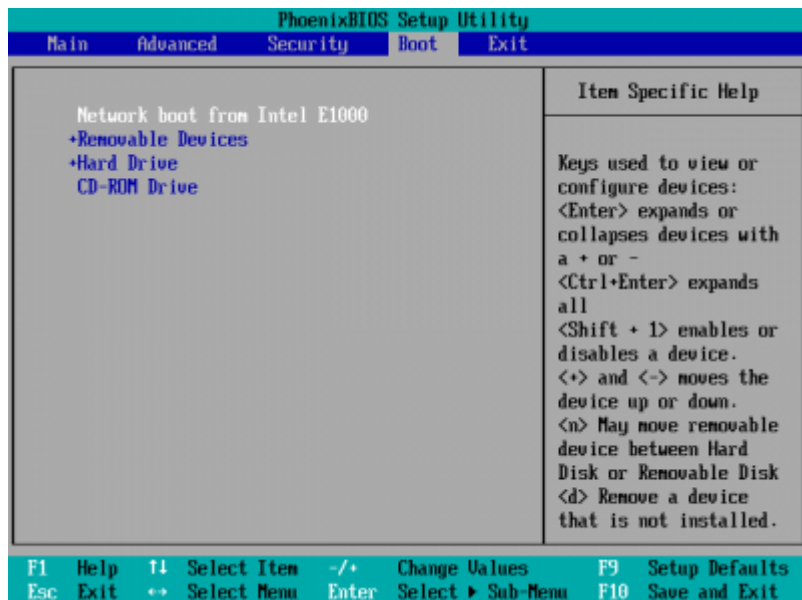 PhoenixBIOS Setup Utility
Main Advanced Security Boot Exit
Network boot from Intel E1000
+Removable Devices
+Hard Drive
CD-ROM Drive
Item Specific Help
Keys used to view or
configure devices:
<Enter> expands or
collapses devices with
a + or -
<Ctrl+Enter> expands
all
<Shift + 1> enables or
disables a device.
<+> and <-> moves the
device up or down.
<n> May move removable
device between Hard
Disk or Removable Disk
<d> Remove a device
that is not installed.
F1 Help ↑↓ Select Item -/+ Change Values F9 Setup Defaults
Esc Exit ↔ Select Menu Enter Select ▶ Sub-Menu F10 Save and Exit